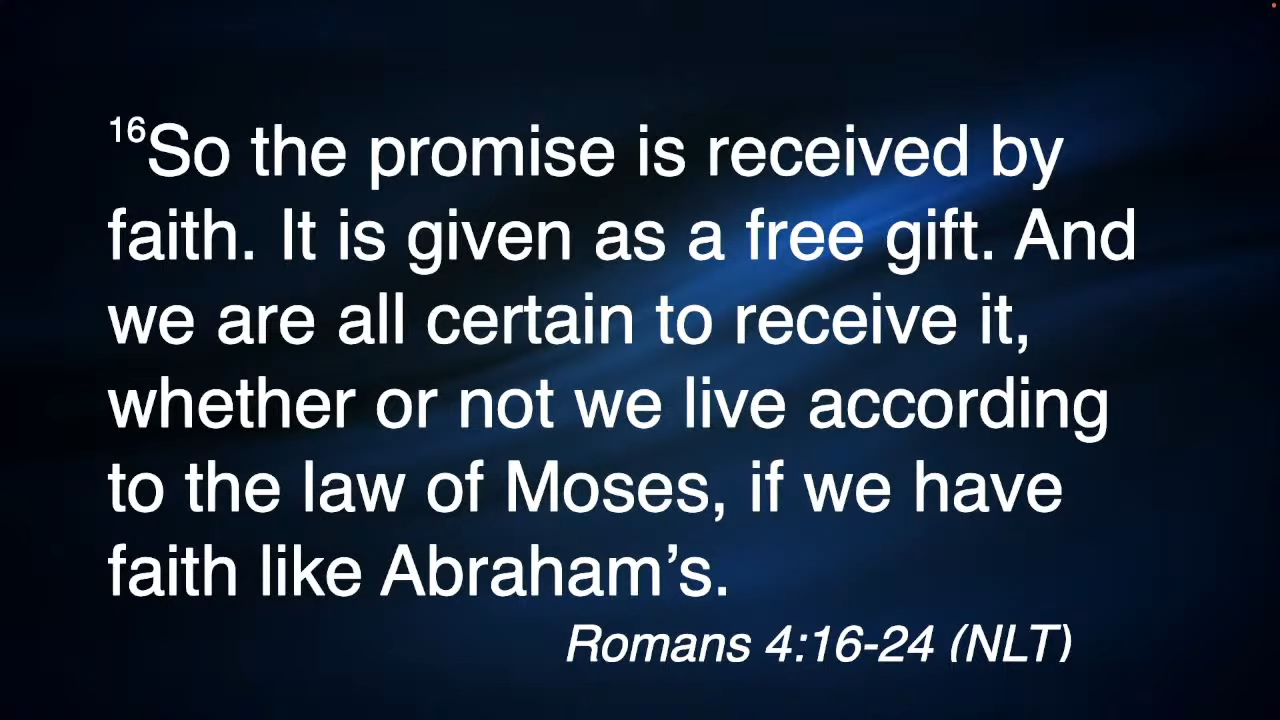 16So the promise is received by
faith. It is given as a free gift. And
we are all certain to receive it,
whether or not we live according
to the law of Moses, if we have
faith like Abraham’s.
Romans 4:16-24 (NLT)